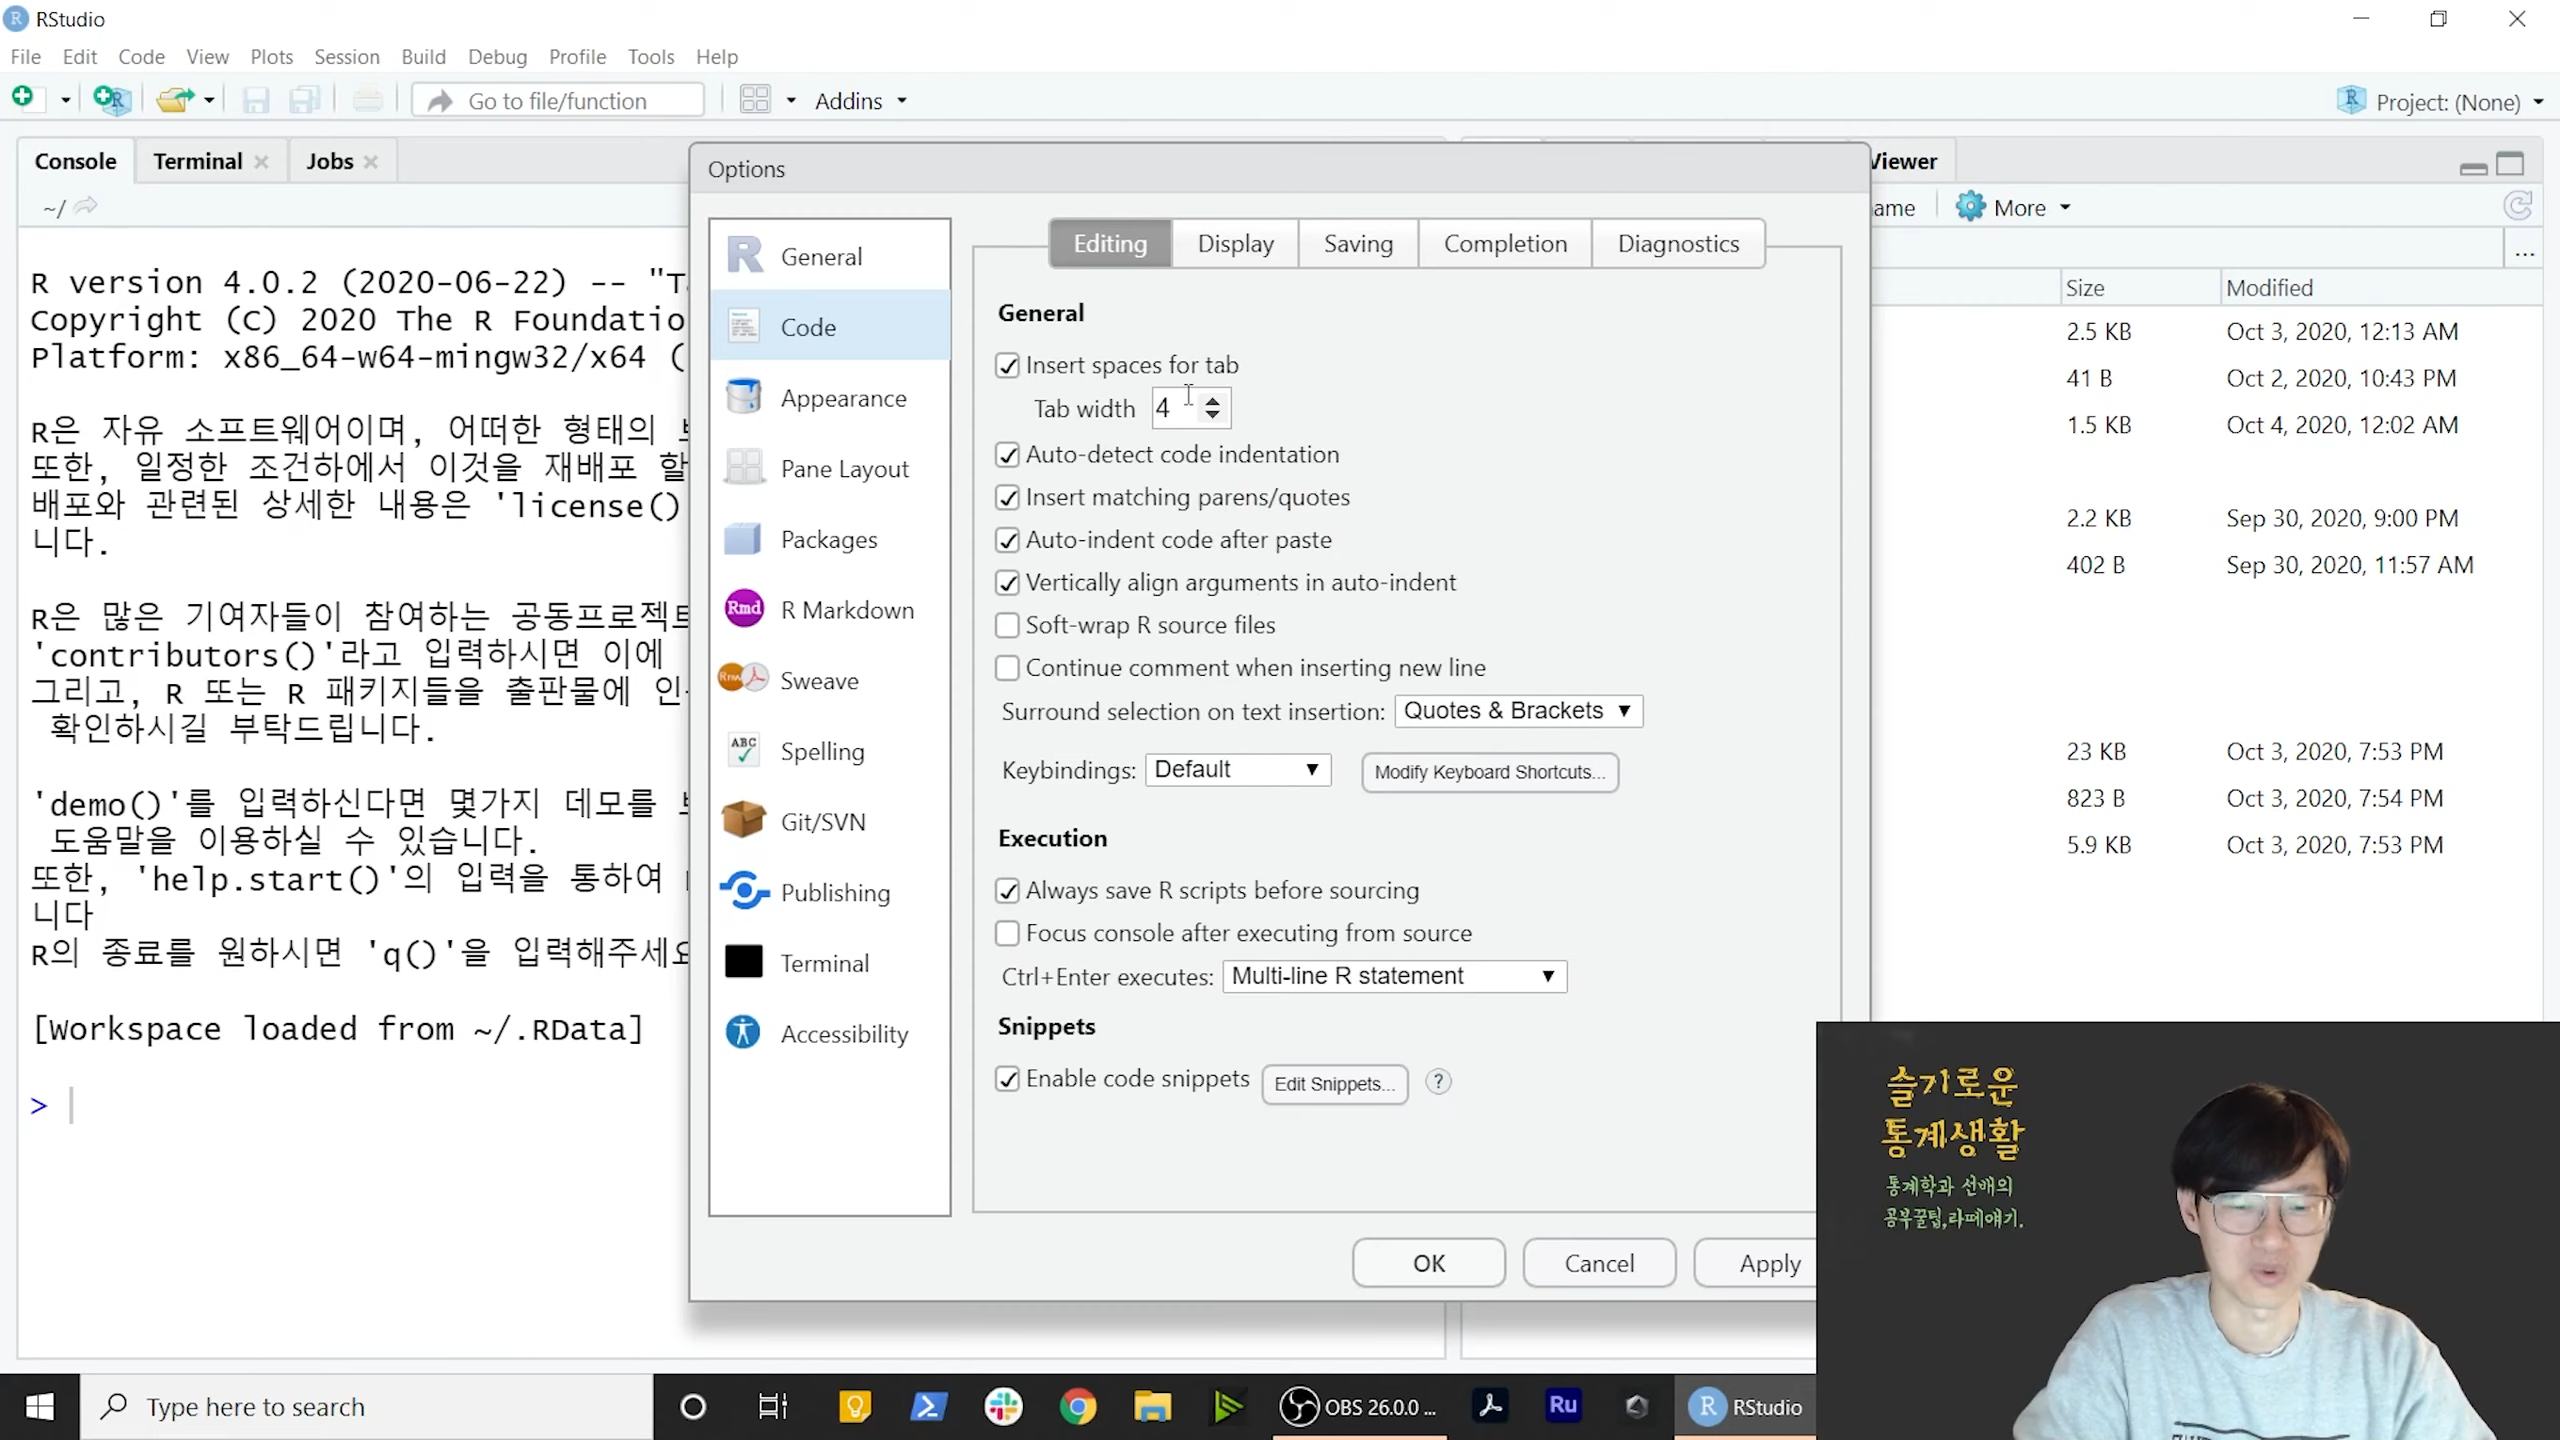 RStudio
File Edit Code View Plots Session Build Debug Profile Tools Help
Go to file/function Addins Project: (None)
Console Terminal Jobs
~/
R version 4.0.2 (2020-06-22) -- "T
Copyright (C) 2020 The R Foundatio
Platform: x86_64-w64-mingw32/x64 (
R은 자유 소프트웨어이며, 어떠한 형태의
또한, 일정한 조건하에서 이것을 재배포 할
배포와 관련된 상세한 내용은 'license()
니다.
R은 많은 기여자들이 참여하는 공동프로젝트
'contributors()'라고 입력하시면 이에
그리고, R 또는 R 패키지들을 출판물에 인
확인하시길 부탁드립니다.
'demo()'를 입력하신다면 몇가지 데모를
도움말을 이용하실 수 있습니다.
또한, 'help.start()'의 입력을 통하여
니다
R의 종료를 원하시면 'q()'을 입력해주세요
[Workspace loaded from ~/.RData]
>
Options
General
Code
Appearance
Pane Layout
Packages
Rmd R Markdown
Rnw Sweave
ABC Spelling
Git/SVN
Publishing
Terminal
Accessibility
Editing Display Saving Completion Diagnostics
General
Insert spaces for tab
Tab width 4
Auto-detect code indentation
Insert matching parens/quotes
Auto-indent code after paste
Vertically align arguments in auto-indent
Soft-wrap R source files
Continue comment when inserting new line
Surround selection on text insertion: Quotes & Brackets
Keybindings: Default Modify Keyboard Shortcuts...
Execution
Always save R scripts before sourcing
Focus console after executing from source
Ctrl+Enter executes: Multi-line R statement
Snippets
Enable code snippets Edit Snippets... ?
OK Cancel Apply
Viewer
ame More
...
Size Modified
2.5 KB Oct 3, 2020, 12:13 AM
41 B Oct 2, 2020, 10:43 PM
1.5 KB Oct 4, 2020, 12:02 AM
2.2 KB Sep 30, 2020, 9:00 PM
402 B Sep 30, 2020, 11:57 AM
23 KB Oct 3, 2020, 7:53 PM
823 B Oct 3, 2020, 7:54 PM
5.9 KB Oct 3, 2020, 7:53 PM
슬기로운
통계생활
통계학과 선배의
공부꿀팁,라떼얘기.
Type here to search OBS 26.0.0 ... Ru RStudio